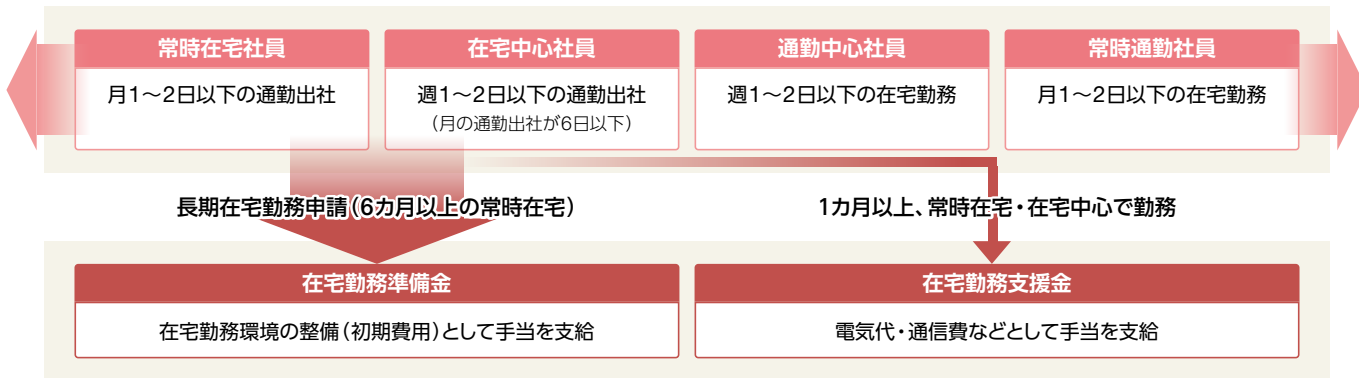 常時在宅社員
月1〜2日以下の通勤出社
在宅中心社員
週1〜2日以下の通勤出社
(月の通勤出社が6日以下)
通勤中心社員
週1〜2日以下の在宅勤務
常時通勤社員
月1〜2日以下の在宅勤務
長期在宅勤務申請(6カ月以上の常時在宅)
1カ月以上、常時在宅・在宅中心で勤務
在宅勤務準備金
在宅勤務環境の整備(初期費用)として手当を支給
在宅勤務支援金
電気代・通信費などとして手当を支給